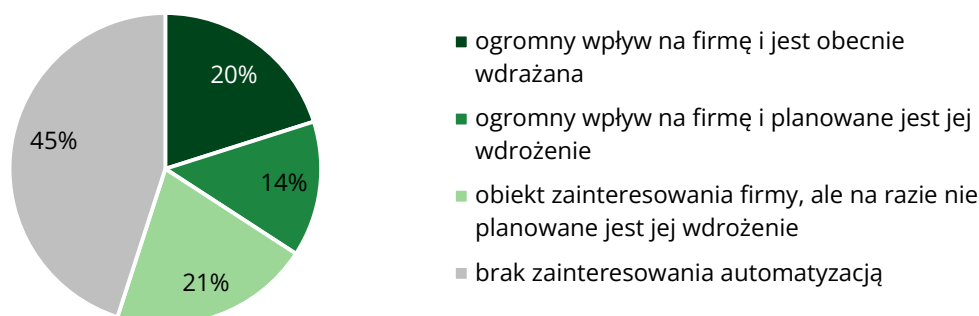 20%
14%
21%
45%
ogromny wpływ na firmę i jest obecnie
wdrażana
ogromny wpływ na firmę i planowane jest jej
wdrożenie
obiekt zainteresowania firmy, ale na razie nie
planowane jest jej wdrożenie
brak zainteresowania automatyzacją